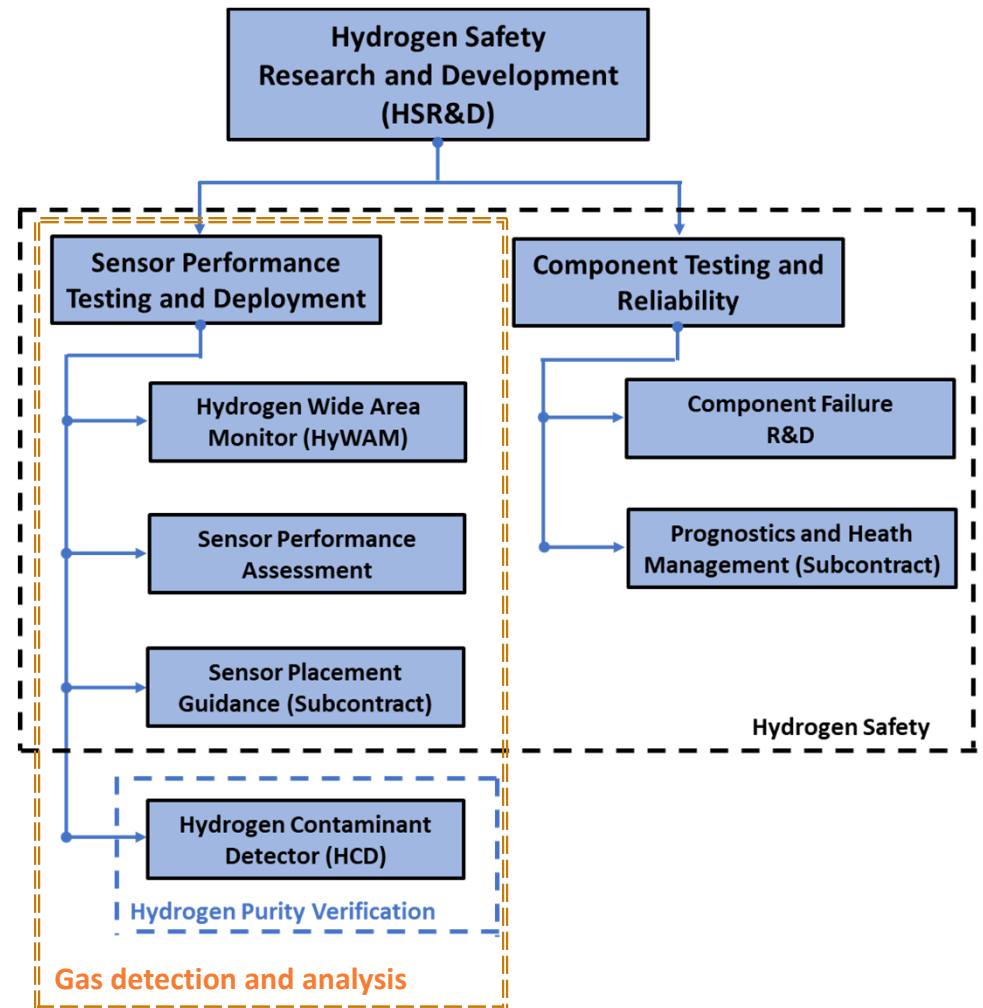 Hydrogen Safety
Research and Development
(HSR&D)
Sensor Performance
Testing and Deployment
Component Testing and
Reliability
Hydrogen Wide Area
Monitor (HyWAM)
Component Failure
R&D
Sensor Performance
Assessment
Prognostics and Heath
Management (Subcontract)
Sensor Placement
Guidance (Subcontract)
Hydrogen Safety
Hydrogen Contaminant
Detector (HCD)
Hydrogen Purity Verification
Gas detection and analysis